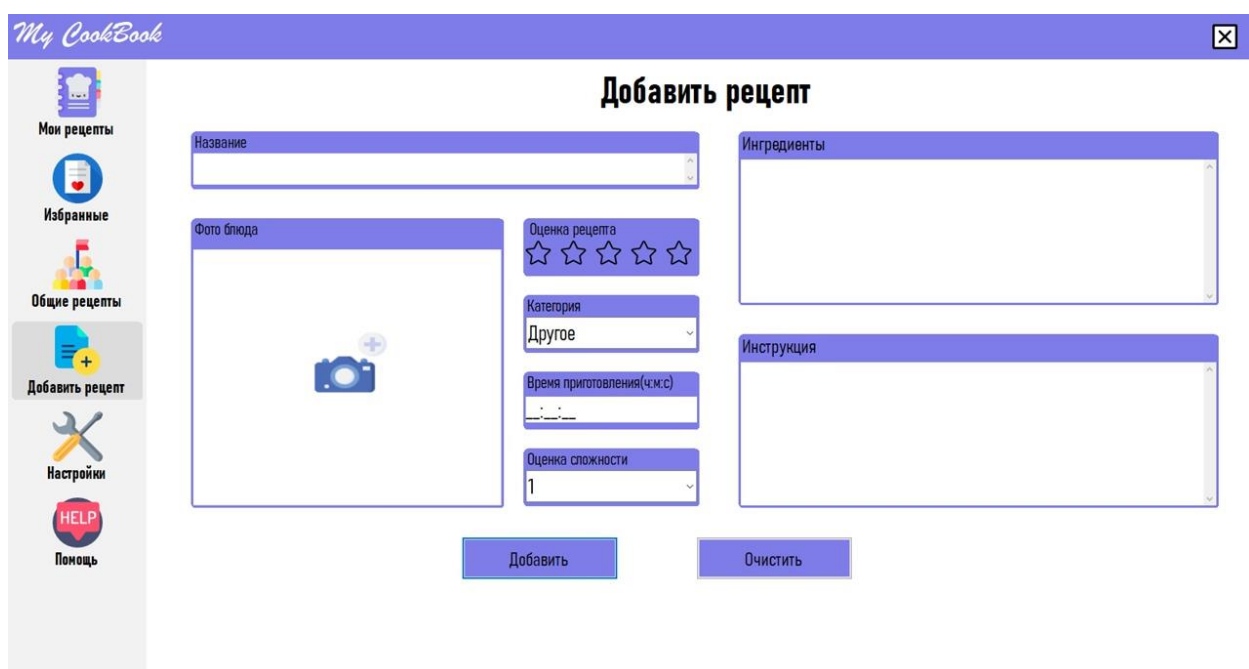 My CookBook
Мои рецепты
Избранные
Общие рецепты
Добавить рецепт
Настройки
HELP
Помощь
Добавить рецепт
Название
Фото блюда
Оценка рецепта
Категория
Другое
Время приготовления(ч:м:с)
__:__:__
Оценка сложности
1
Ингредиенты
Инструкция
Добавить
Очистить